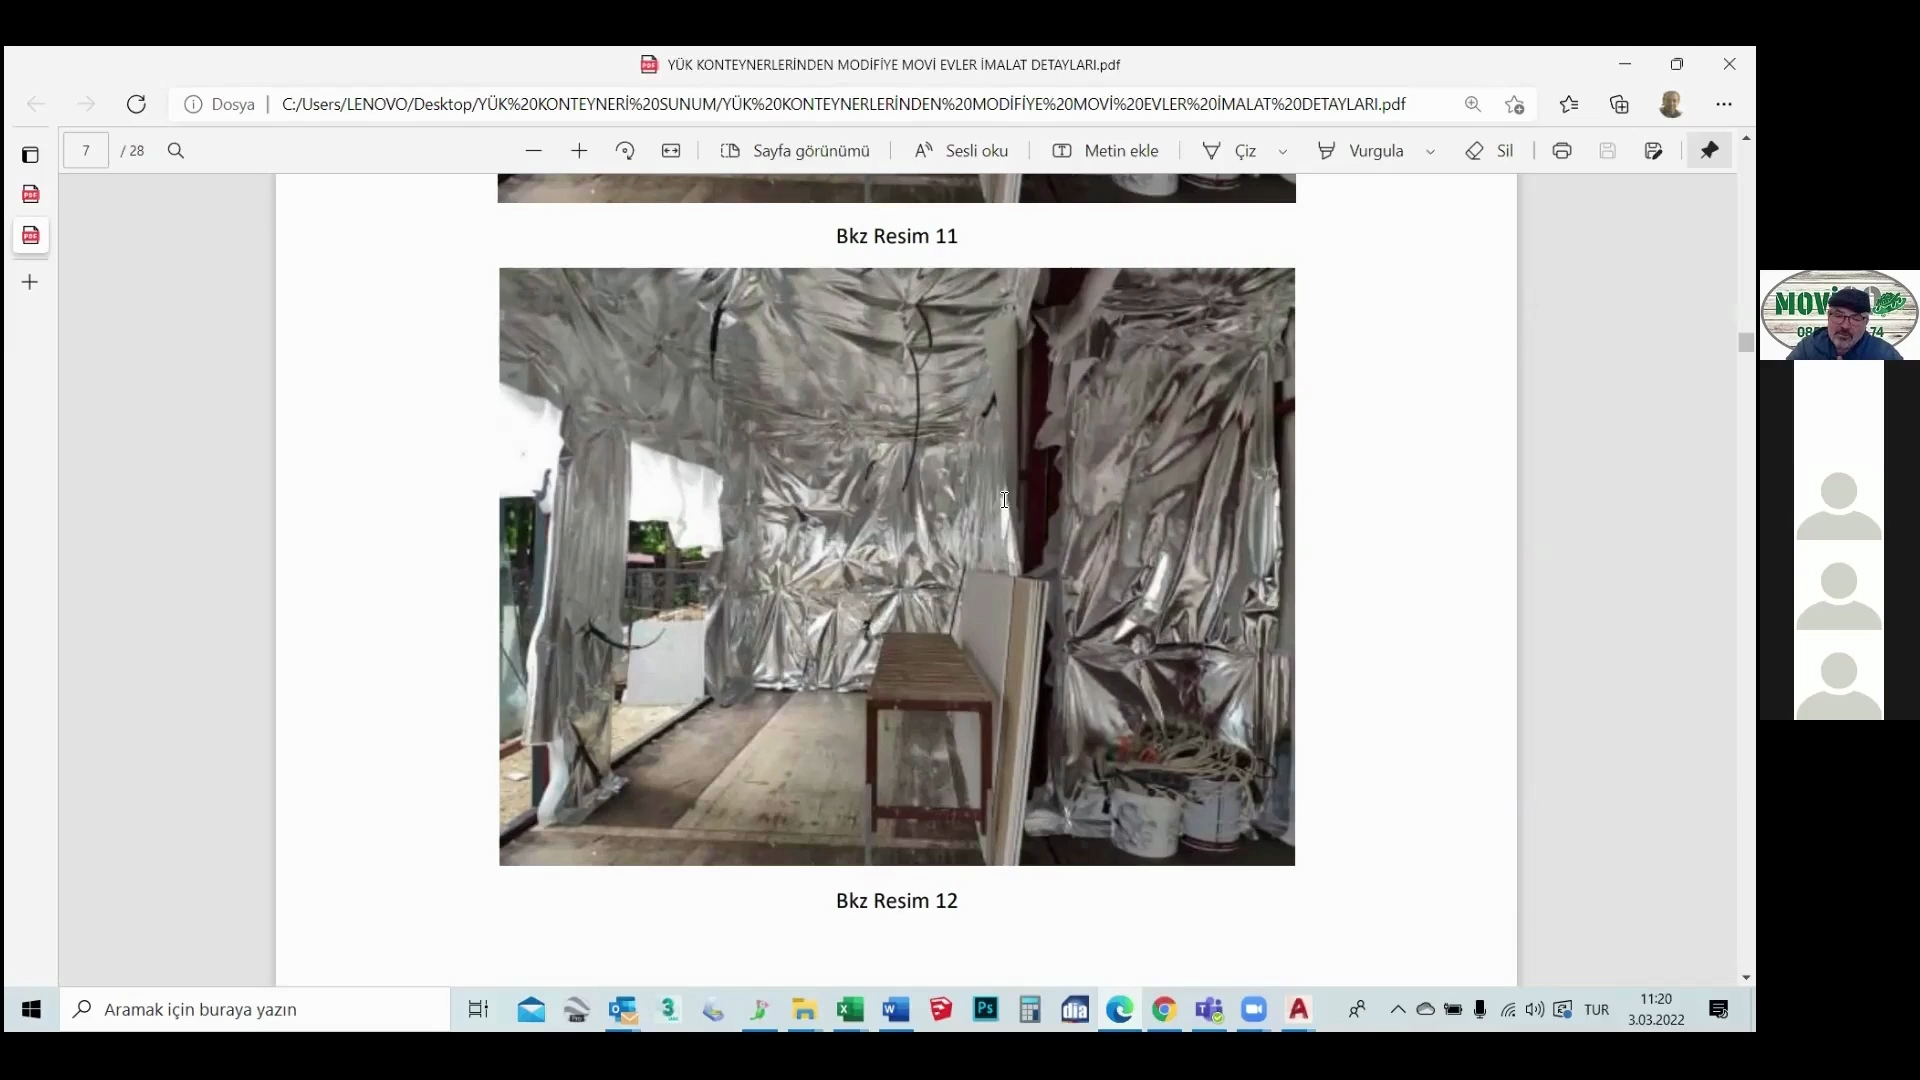 YÜK KONTEYNERLERİNDEN MODİFİYE MOVİ EVLER İMALAT DETAYLARI.pdf
Dosya
C:/Users/LENOVO/Desktop/YÜK%20KONTEYNERİ%20SUNUM/YÜK%20KONTEYNERLERİNDEN%20MODİFİYE%20MOVİ%20EVLER%20İMALAT%20DETAYLARI.pdf
7 / 28
Sayfa görünümü
Sesli oku
Metin ekle
Çiz
Vurgula
Sil
Bkz Resim 11
Bkz Resim 12
Aramak için buraya yazın
Ps
dia
TUR
11:20
3.03.2022